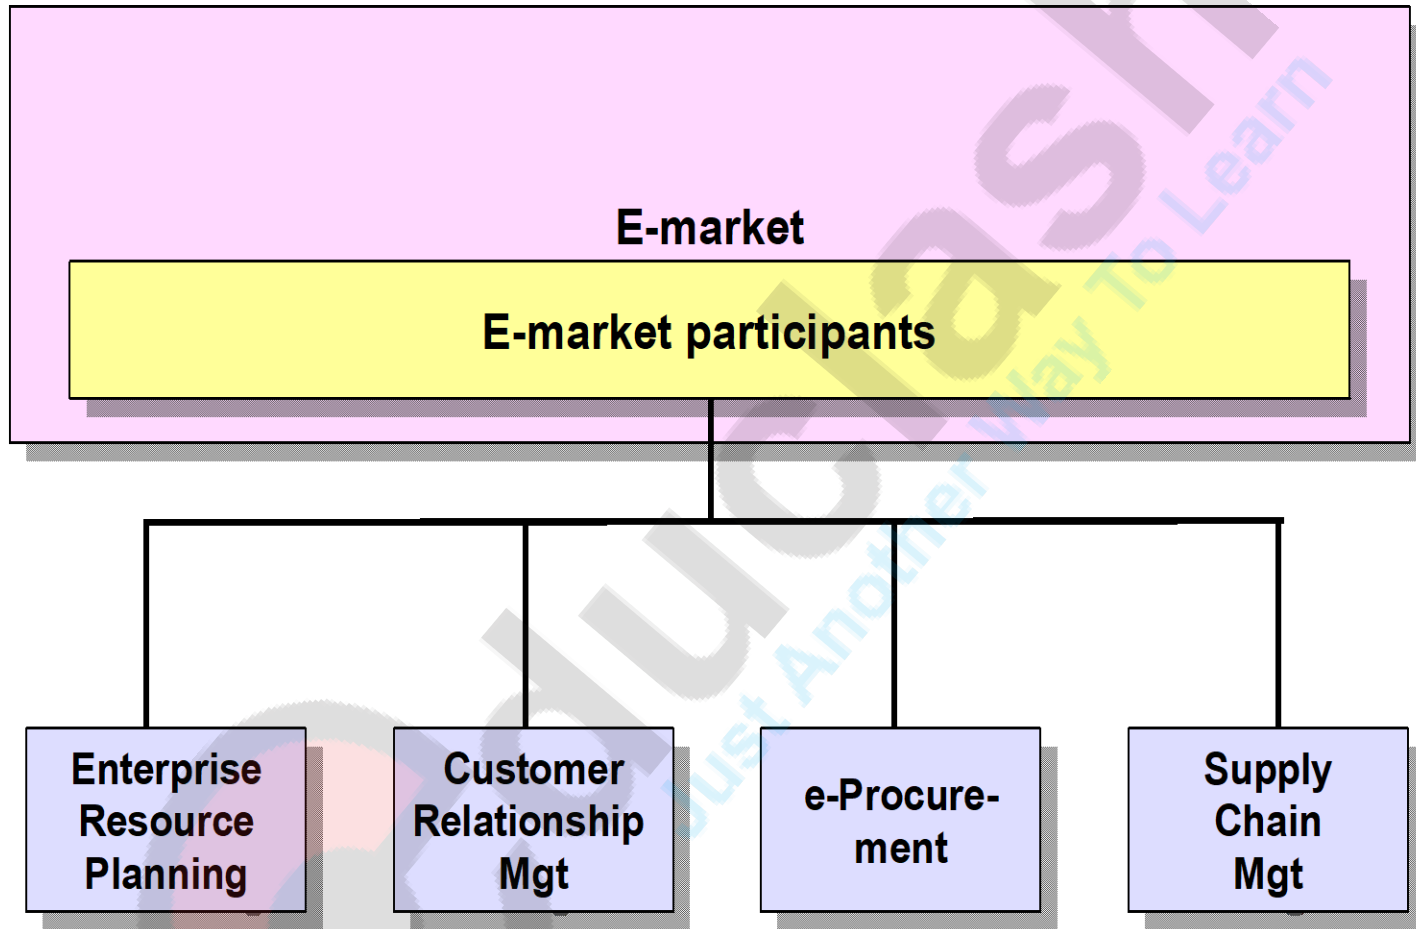 E-market
E-market participants
Enterprise
Resource
Planning
Customer
Relationship
Mgt
e-Procure-
ment
Supply
Chain
Mgt
educlash
Just Another Way To Learn